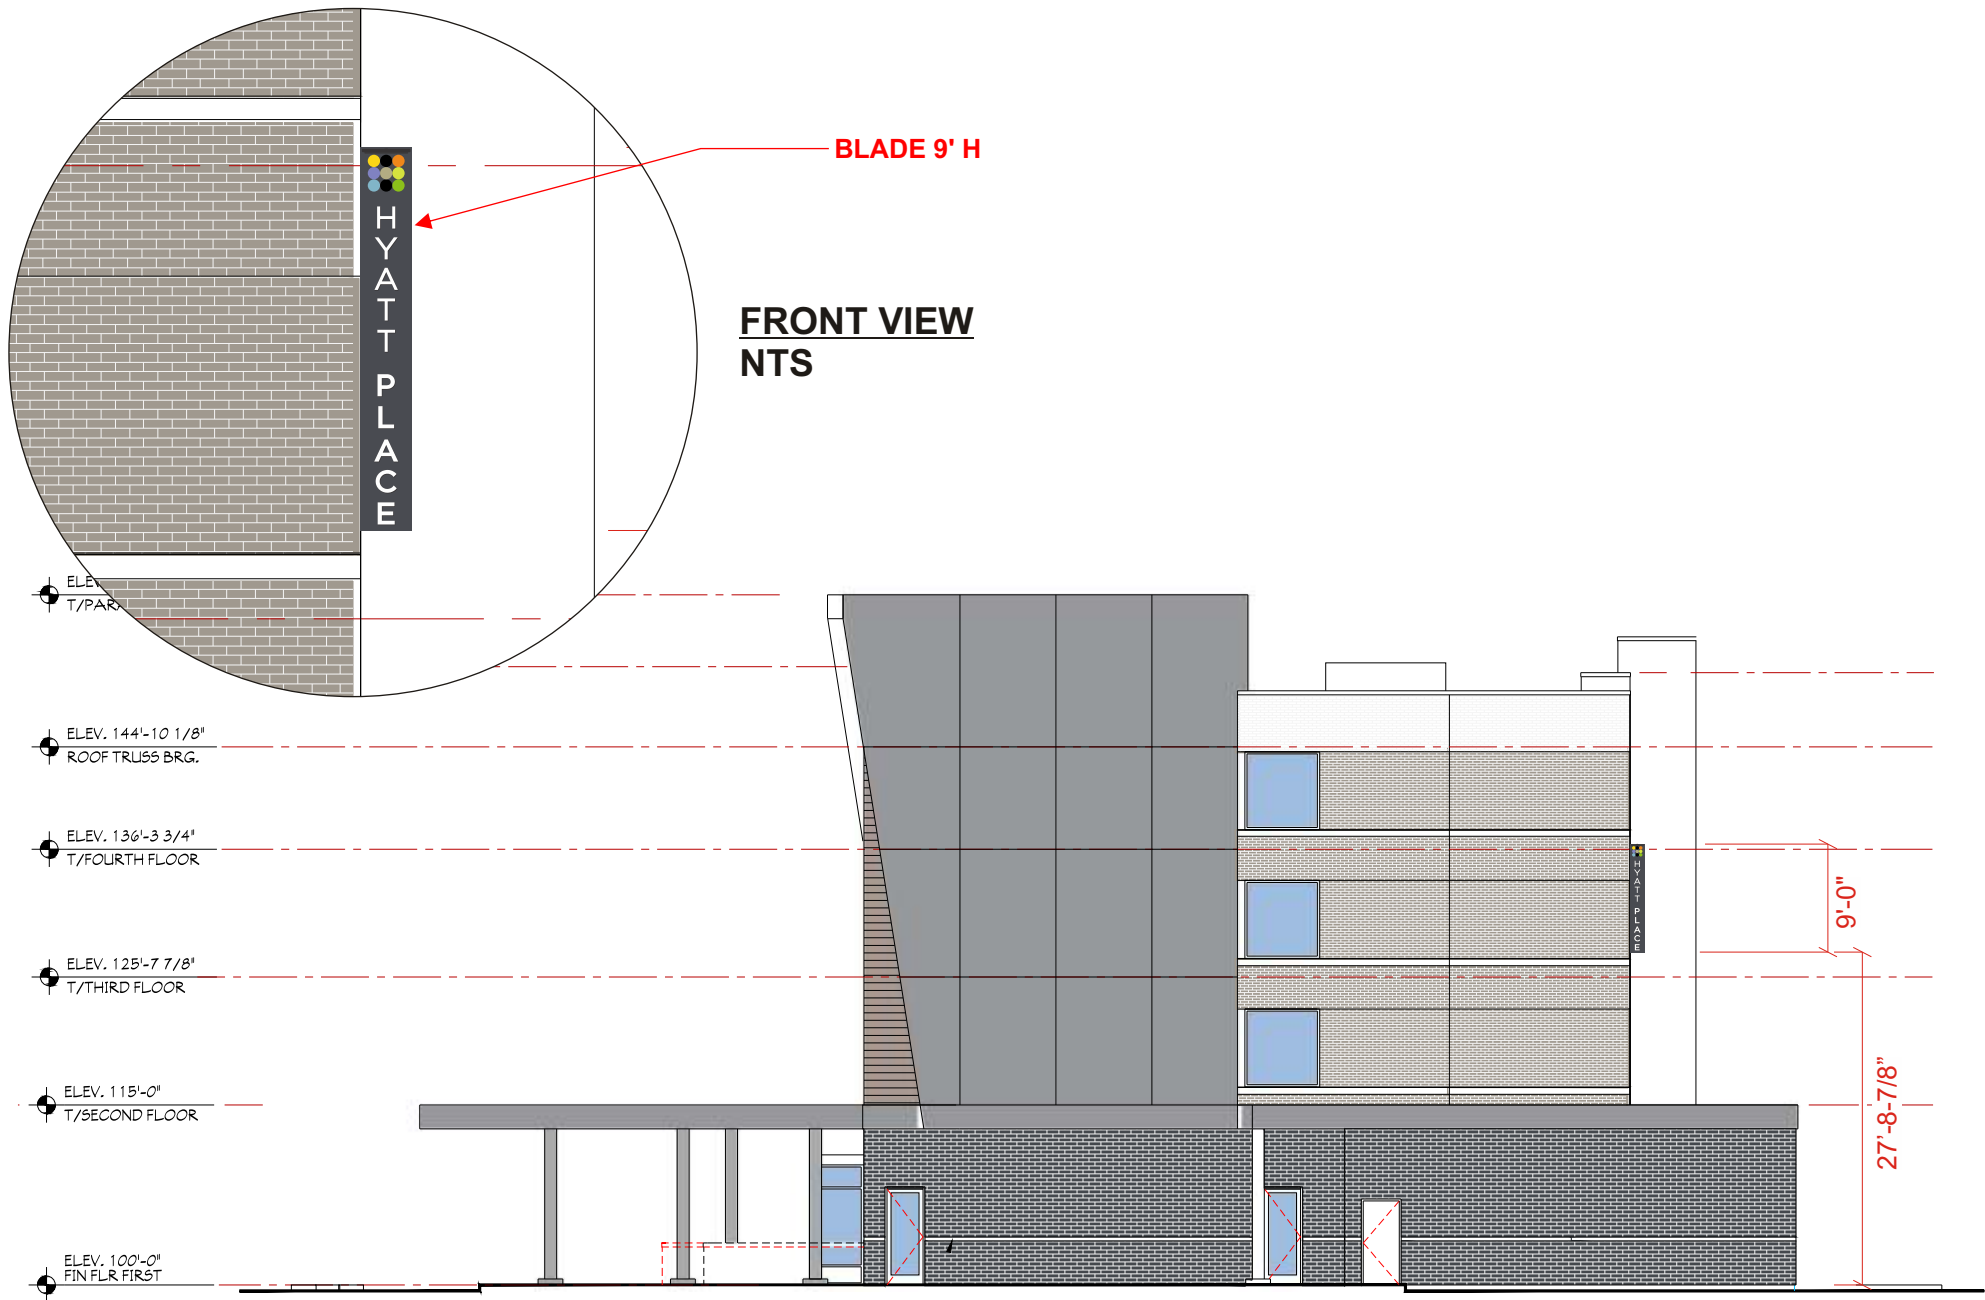 BLADE 9' H
H
Y
A
T
T
P
L
A
C
E
FRONT VIEW
NTS
T/PAR
ELEV. 144'-10 1/8"
ROOF TRUSS BRG.
ELEV. 136'-3 3/4"
T/FOURTH FLOOR
HYATT PLACE
9'-0"
ELEV. 125'-7 7/8"
T/THIRD FLOOR
ELEV. 115'-0"
T/SECOND FLOOR
27'-8-7/8"
ELEV. 100'-0"
FIN FLR FIRST